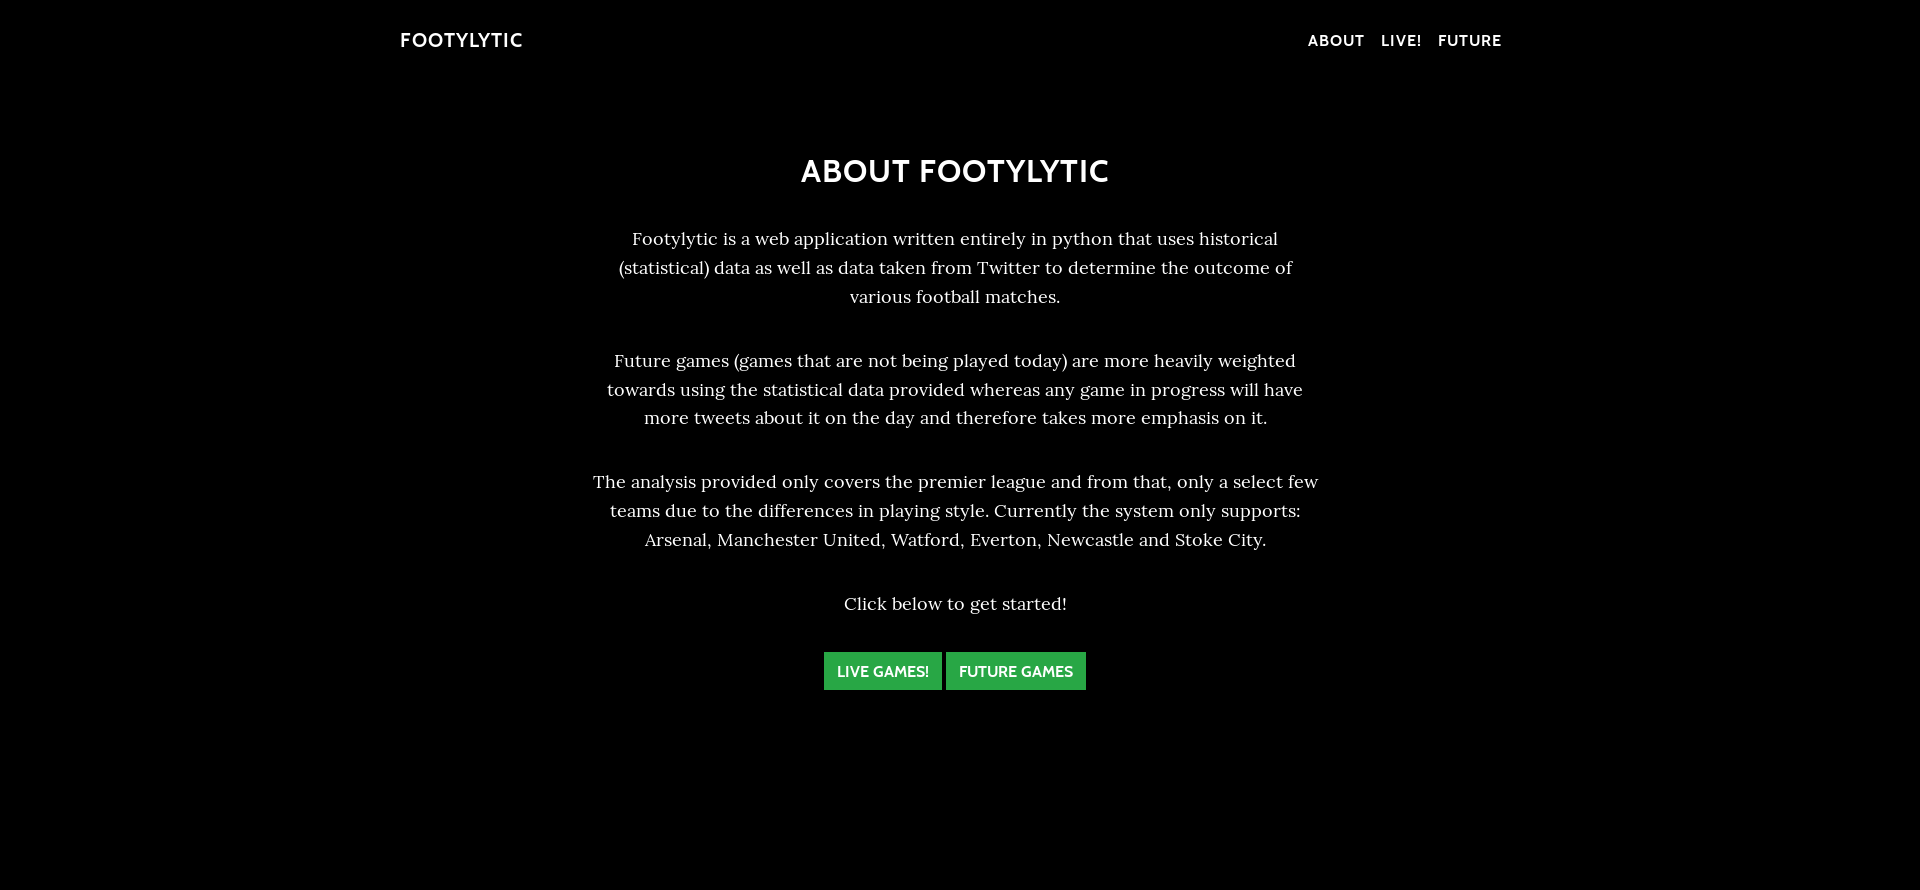 FOOTYLYTIC
ABOUT LIVE! FUTURE
ABOUT FOOTYLYTIC
Footylytic is a web application written entirely in python that uses historical
(statistical) data as well as data taken from Twitter to determine the outcome of
various football matches.
Future games (games that are not being played today) are more heavily weighted
towards using the statistical data provided whereas any game in progress will have
more tweets about it on the day and therefore takes more emphasis on it.
The analysis provided only covers the premier league and from that, only a select few
teams due to the differences in playing style. Currently the system only supports:
Arsenal, Manchester United, Watford, Everton, Newcastle and Stoke City.
Click below to get started!
LIVE GAMES! FUTURE GAMES